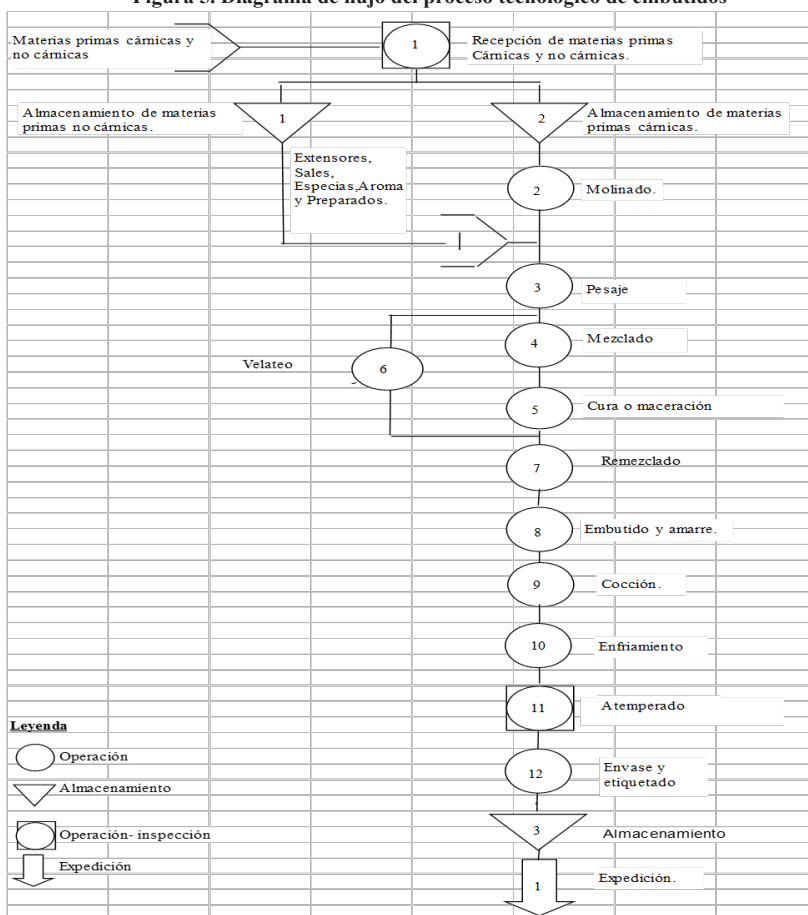 Figura 3. Diagrama de flujo del proceso tecnológico de embutidos
Materias primas cárnicas y
no cárnicas
1
Recepción de materias primas
Cárnicas y no cárnicas.
Almacenamiento de materias
primas no cárnicas.
1
2
Almacenamiento de materias
primas cárnicas.
Extensores,
Sales,
Especias,Aroma
y Preparados.
2
Molinado.
3
Pesaje
4
Mezclado
Velateo
6
5
Cura o maceración
7
Remezclado
8
Embutido y amarre.
9
Cocción.
10
Enfriamiento
11
Atemperado
12
Envase y
etiquetado
3
Almacenamiento
1
Expedición.
Leyenda
Operación
Almacenamiento
Operación- inspección
Expedición